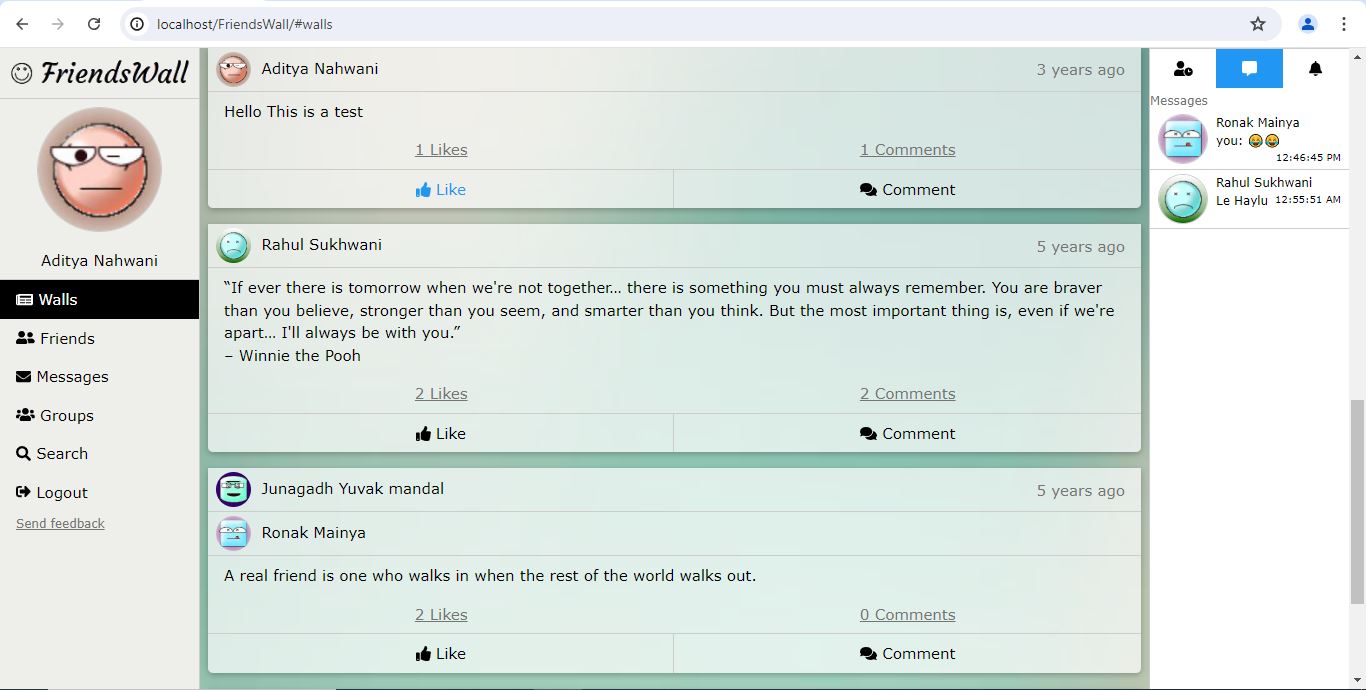 localhost/FriendsWall/#walls
FriendsWall
Aditya Nahwani
Walls
Friends
Messages
Groups
Search
Logout
Send feedback
Aditya Nahwani
3 years ago
Hello This is a test
1 Likes
1 Comments
Like
Comment
Rahul Sukhwani
5 years ago
“If ever there is tomorrow when we're not together… there is something you must always remember. You are braver
than you believe, stronger than you seem, and smarter than you think. But the most important thing is, even if we're
apart… I'll always be with you.”
– Winnie the Pooh
2 Likes
2 Comments
Like
Comment
Junagadh Yuvak mandal
5 years ago
Ronak Mainya
A real friend is one who walks in when the rest of the world walks out.
2 Likes
0 Comments
Like
Comment
Messages
Ronak Mainya
you: 😂😂
12:46:45 PM
Rahul Sukhwani
Le Haylu 12:55:51 AM